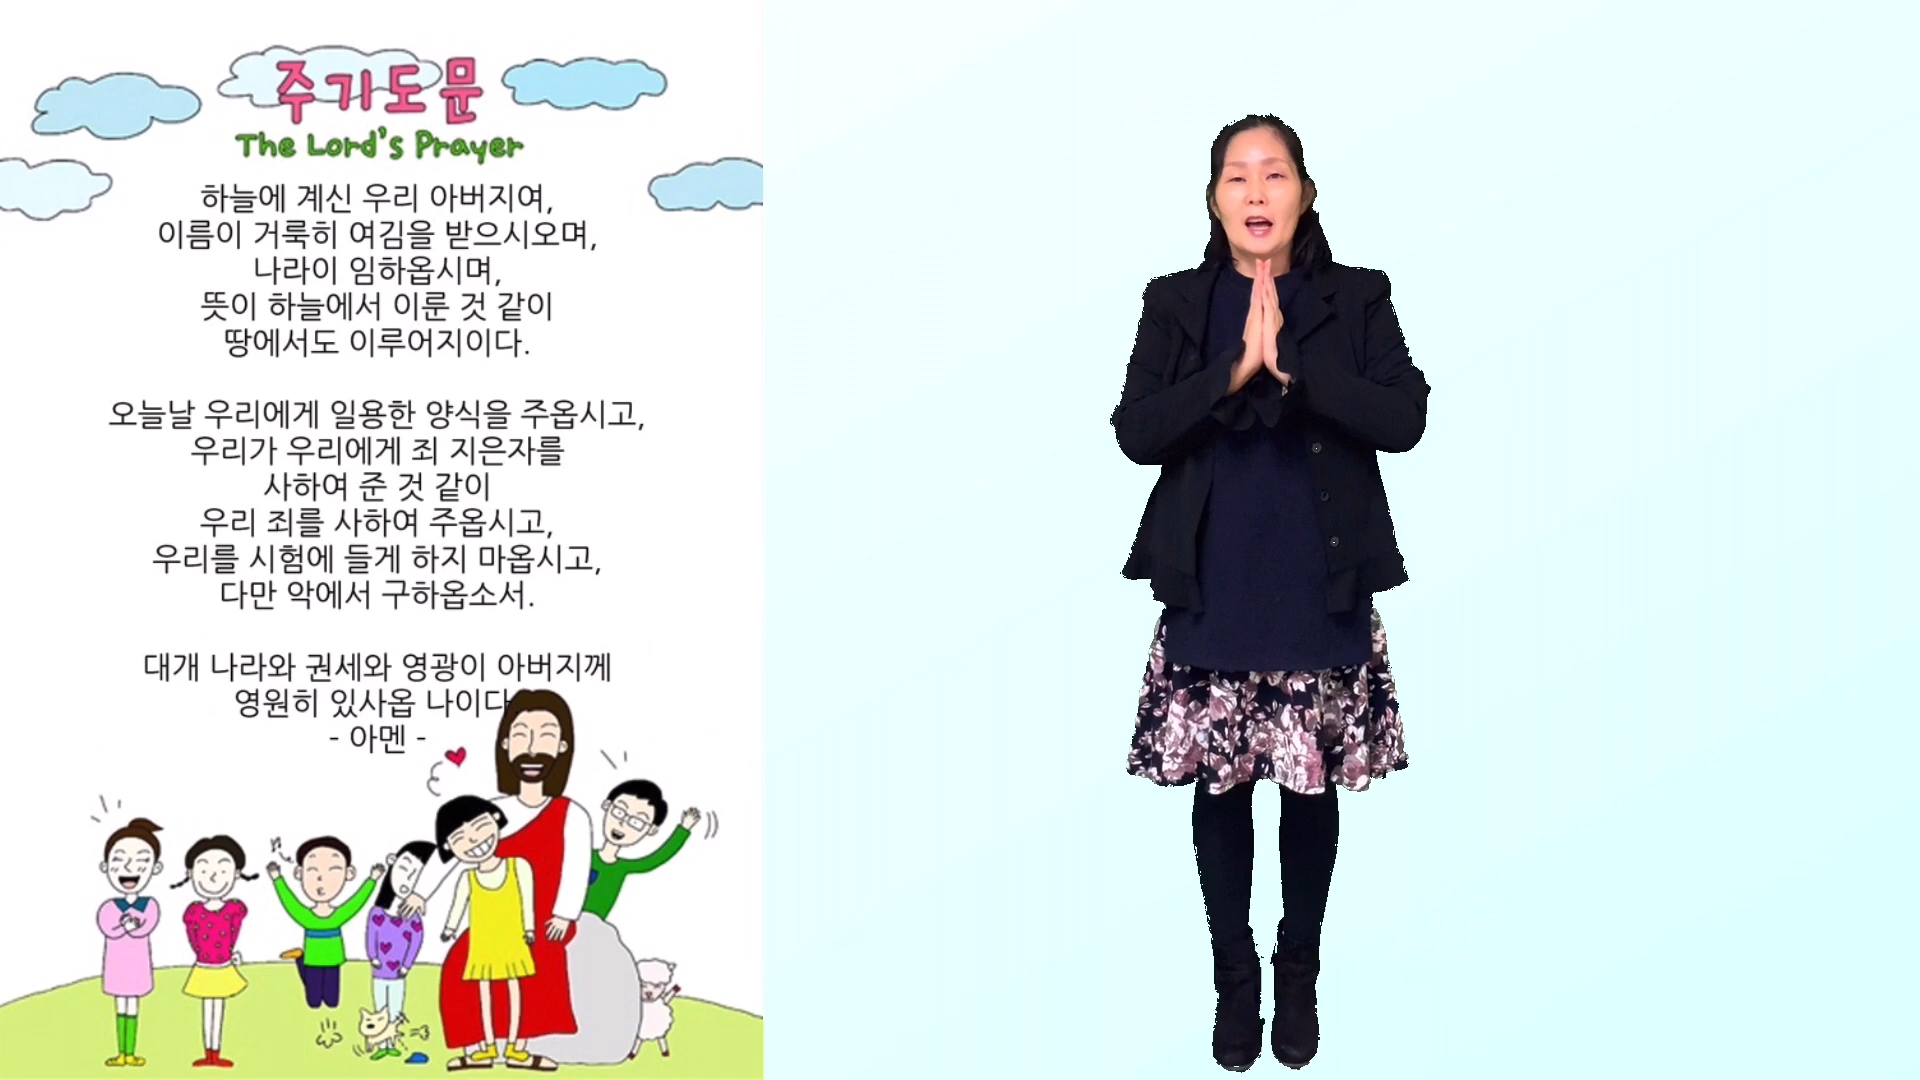 주기도문
The Lord's Prayer
하늘에 계신 우리 아버지여,
이름이 거룩히 여김을 받으시오며,
나라이 임하옵시며,
뜻이 하늘에서 이룬 것 같이
땅에서도 이루어지이다.
오늘날 우리에게 일용한 양식을 주옵시고,
우리가 우리에게 죄 지은자를
사하여 준 것 같이
우리 죄를 사하여 주옵시고,
우리를 시험에 들게 하지 마옵시고,
다만 악에서 구하옵소서.
대개 나라와 권세와 영광이 아버지께
영원히 있사옵 나이다
- 아멘 -